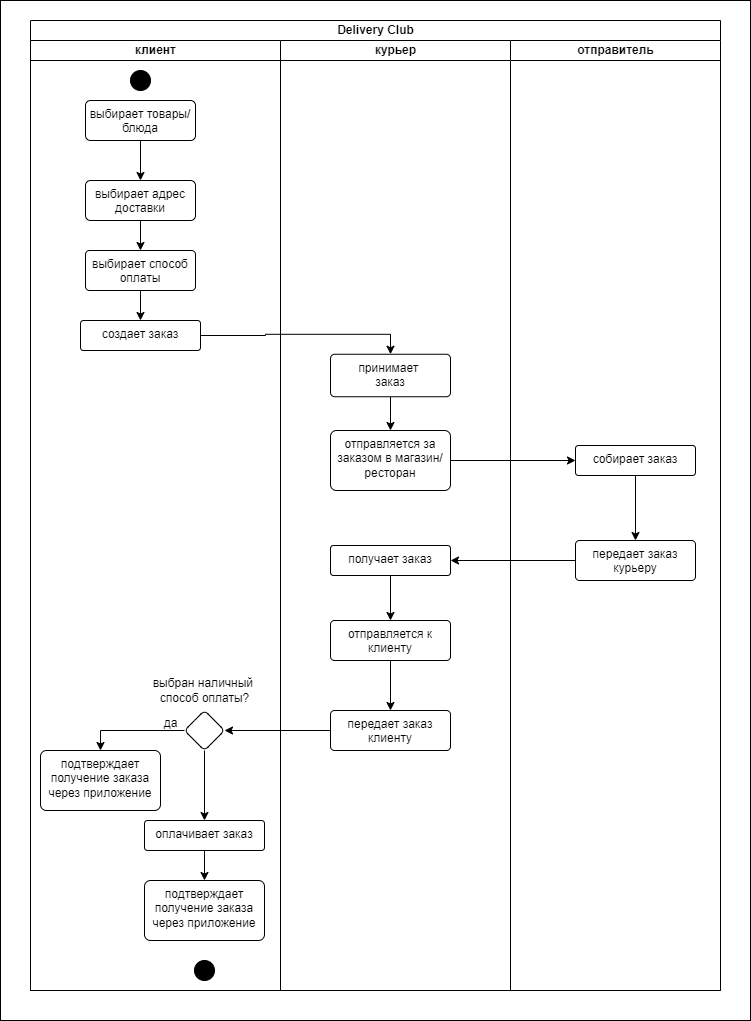 Delivery Club
клиент
курьер
отправитель
выбирает товары/
блюда
выбирает адрес
доставки
выбирает способ
оплаты
создает заказ
принимает
заказ
отправляется за
заказом в магазин/
ресторан
собирает заказ
получает заказ
передает заказ
курьеру
отправляется к
клиенту
выбран наличный
способ оплаты?
да
передает заказ
клиенту
подтверждает
получение заказа
через приложение
оплачивает заказ
подтверждает
получение заказа
через приложение